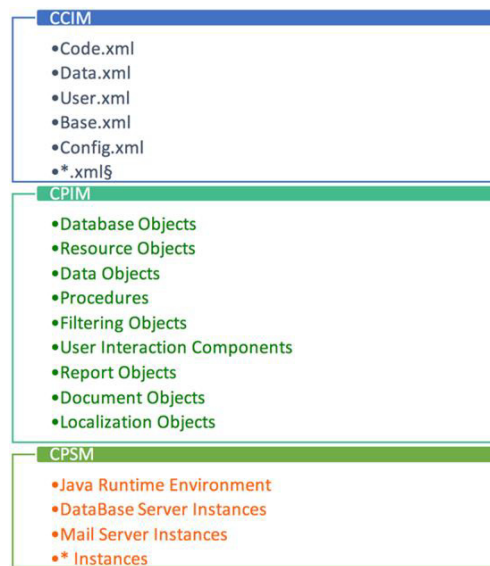 CCIM
•Code.xml
•Data.xml
•User.xml
•Base.xml
•Config.xml
•*.xml§
CPIM
•Database Objects
•Resource Objects
•Data Objects
•Procedures
•Filtering Objects
•User Interaction Components
•Report Objects
•Document Objects
•Localization Objects
CPSM
•Java Runtime Environment
•DataBase Server Instances
•Mail Server Instances
•* Instances